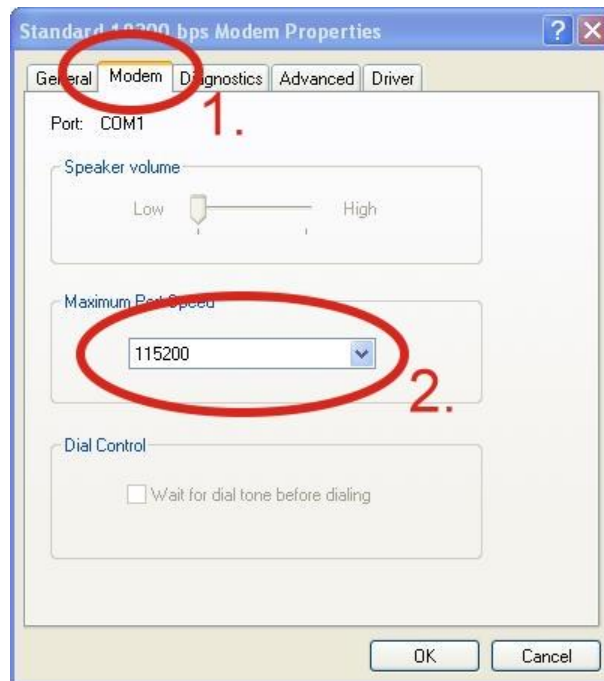 Standard 19200 bps Modem Properties
General Modem Diagnostics Advanced Driver
1.
Port: COM1
Speaker volume
Low High
Maximum Port Speed
115200
2.
Dial Control
Wait for dial tone before dialing
OK Cancel